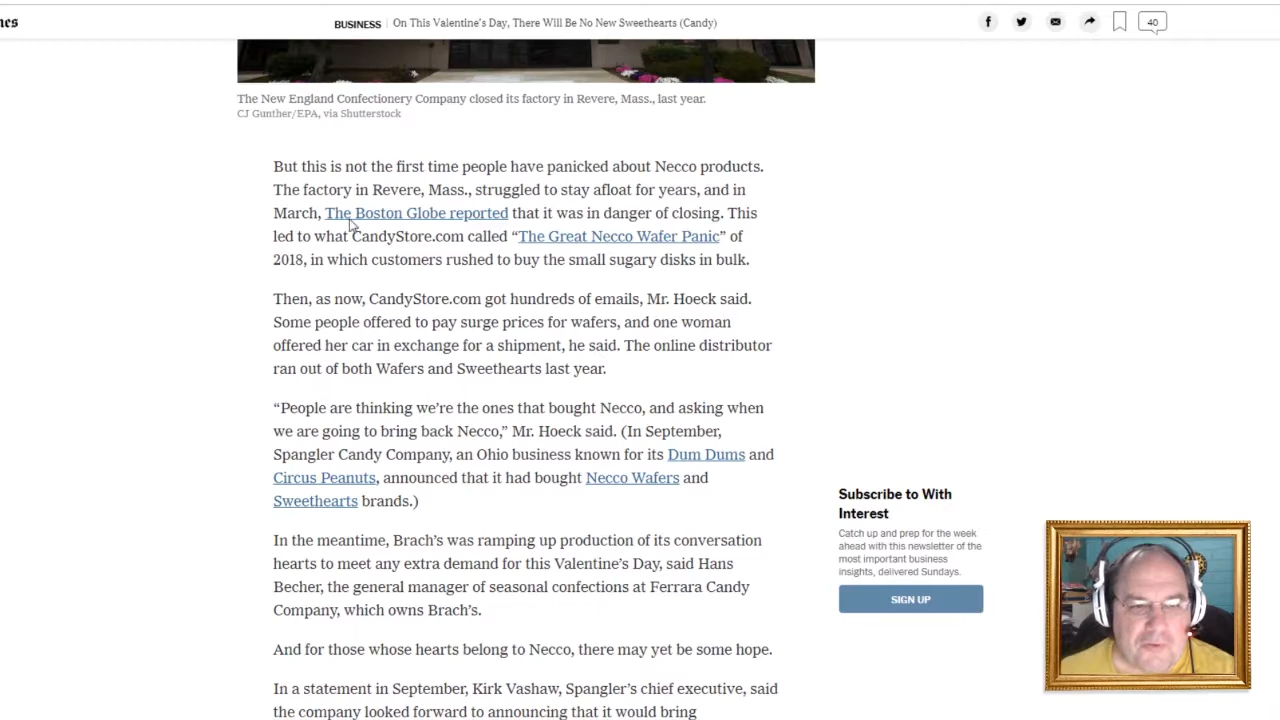 nes
BUSINESS | On This Valentine's Day, There Will Be No New Sweethearts (Candy)
40
The New England Confectionery Company closed its factory in Revere, Mass., last year.
CJ Gunther/EPA, via Shutterstock
But this is not the first time people have panicked about Necco products.
The factory in Revere, Mass., struggled to stay afloat for years, and in
March, The Boston Globe reported that it was in danger of closing. This
led to what CandyStore.com called “The Great Necco Wafer Panic” of
2018, in which customers rushed to buy the small sugary disks in bulk.
Then, as now, CandyStore.com got hundreds of emails, Mr. Hoeck said.
Some people offered to pay surge prices for wafers, and one woman
offered her car in exchange for a shipment, he said. The online distributor
ran out of both Wafers and Sweethearts last year.
“People are thinking we’re the ones that bought Necco, and asking when
we are going to bring back Necco,” Mr. Hoeck said. (In September,
Spangler Candy Company, an Ohio business known for its Dum Dums and
Circus Peanuts, announced that it had bought Necco Wafers and
Sweethearts brands.)
In the meantime, Brach’s was ramping up production of its conversation
hearts to meet any extra demand for this Valentine’s Day, said Hans
Becher, the general manager of seasonal confections at Ferrara Candy
Company, which owns Brach’s.
And for those whose hearts belong to Necco, there may yet be some hope.
In a statement in September, Kirk Vashaw, Spangler’s chief executive, said
the company looked forward to announcing that it would bring
Subscribe to With
Interest
Catch up and prep for the week
ahead with this newsletter of the
most important business
insights, delivered Sundays.
SIGN UP